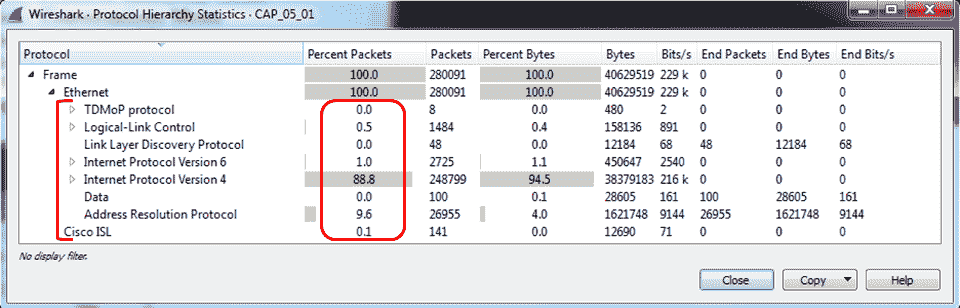 Wireshark · Protocol Hierarchy Statistics · CAP_05_01
Protocol Percent Packets Packets Percent Bytes Bytes Bits/s End Packets End Bytes End Bits/s
Frame 100.0 280091 100.0 40629519 229 k 0 0 0
Ethernet 100.0 280091 100.0 40629519 229 k 0 0 0
TDMoP protocol 0.0 8 0.0 480 2 0 0 0
Logical-Link Control 0.5 1484 0.4 158136 891 0 0 0
Link Layer Discovery Protocol 0.0 48 0.0 12184 68 48 12184 68
Internet Protocol Version 6 1.0 2725 1.1 450647 2540 0 0 0
Internet Protocol Version 4 88.8 248799 94.5 38379183 216 k 0 0 0
Data 0.0 100 0.1 28605 161 100 28605 161
Address Resolution Protocol 9.6 26955 4.0 1621748 9144 26955 1621748 9144
Cisco ISL 0.1 141 0.0 12690 71 0 0 0
No display filter.
Close Copy Help